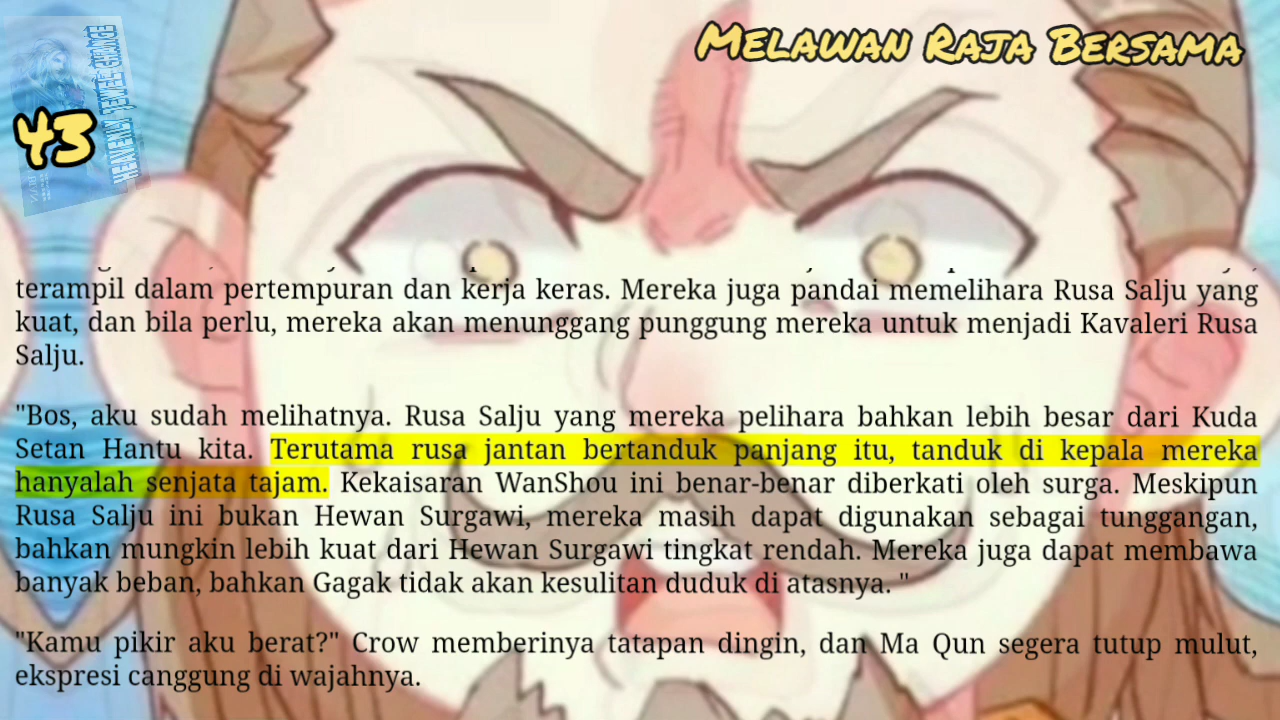 Melawan Raja Bersama
HEAVENLY JEWEL CHANGE
43
terampil dalam pertempuran dan kerja keras. Mereka juga pandai memelihara Rusa Salju yang
kuat, dan bila perlu, mereka akan menunggang punggung mereka untuk menjadi Kavaleri Rusa
Salju.
"Bos, aku sudah melihatnya. Rusa Salju yang mereka pelihara bahkan lebih besar dari Kuda
Setan Hantu kita. Terutama rusa jantan bertanduk panjang itu, tanduk di kepala mereka
hanyalah senjata tajam. Kekaisaran WanShou ini benar-benar diberkati oleh surga. Meskipun
Rusa Salju ini bukan Hewan Surgawi, mereka masih dapat digunakan sebagai tunggangan,
bahkan mungkin lebih kuat dari Hewan Surgawi tingkat rendah. Mereka juga dapat membawa
banyak beban, bahkan Gagak tidak akan kesulitan duduk di atasnya. "
"Kamu pikir aku berat?" Crow memberinya tatapan dingin, dan Ma Qun segera tutup mulut,
ekspresi canggung di wajahnya.